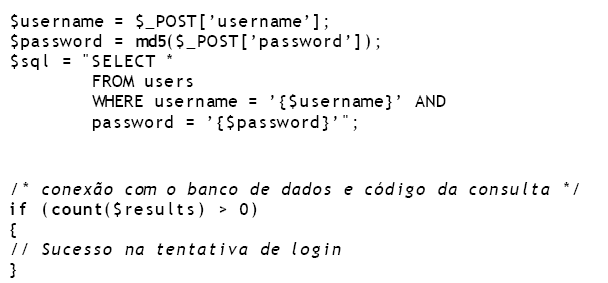 $username = $_POST['username'];
$password = md5($_POST['password']);
$sql = "SELECT *
FROM users
WHERE username = '{$username}' AND
password = '{$password}'";
/* conexão com o banco de dados e código da consulta */
if (count($results) > 0)
{
// Sucesso na tentativa de login
}